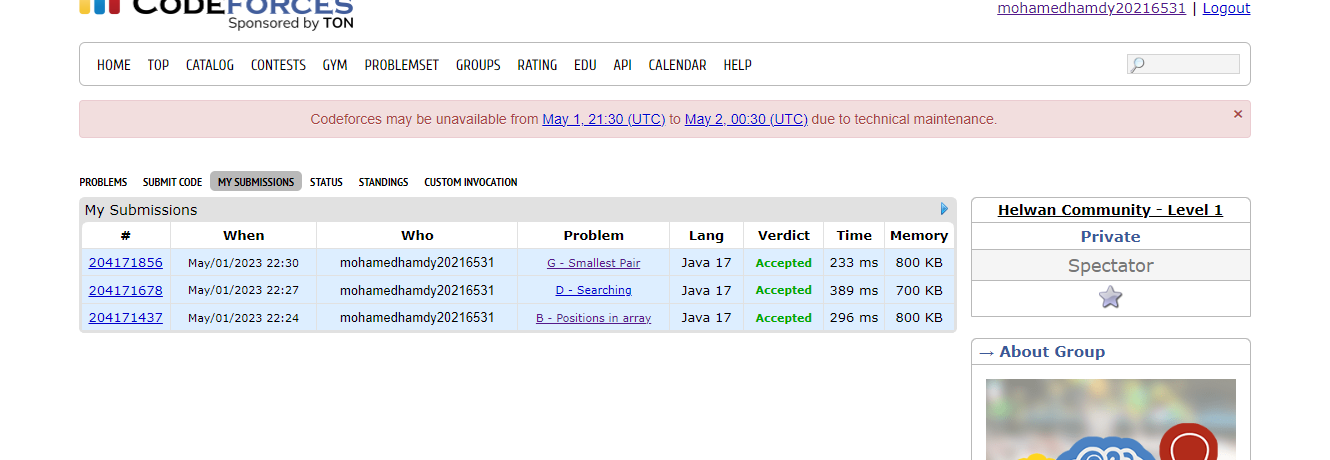 CODEFORCES
Sponsored by TON
mohamedhamdy20216531 | Logout
HOME TOP CATALOG CONTESTS GYM PROBLEMSET GROUPS RATING EDU API CALENDAR HELP
Codeforces may be unavailable from May 1, 21:30 (UTC) to May 2, 00:30 (UTC) due to technical maintenance. ×
PROBLEMS SUBMIT CODE MY SUBMISSIONS STATUS STANDINGS CUSTOM INVOCATION
My Submissions
# When Who Problem Lang Verdict Time Memory
204171856 May/01/2023 22:30 mohamedhamdy20216531 G - Smallest Pair Java 17 Accepted 233 ms 800 KB
204171678 May/01/2023 22:27 mohamedhamdy20216531 D - Searching Java 17 Accepted 389 ms 700 KB
204171437 May/01/2023 22:24 mohamedhamdy20216531 B - Positions in array Java 17 Accepted 296 ms 800 KB
Helwan Community - Level 1
Private
Spectator
→ About Group